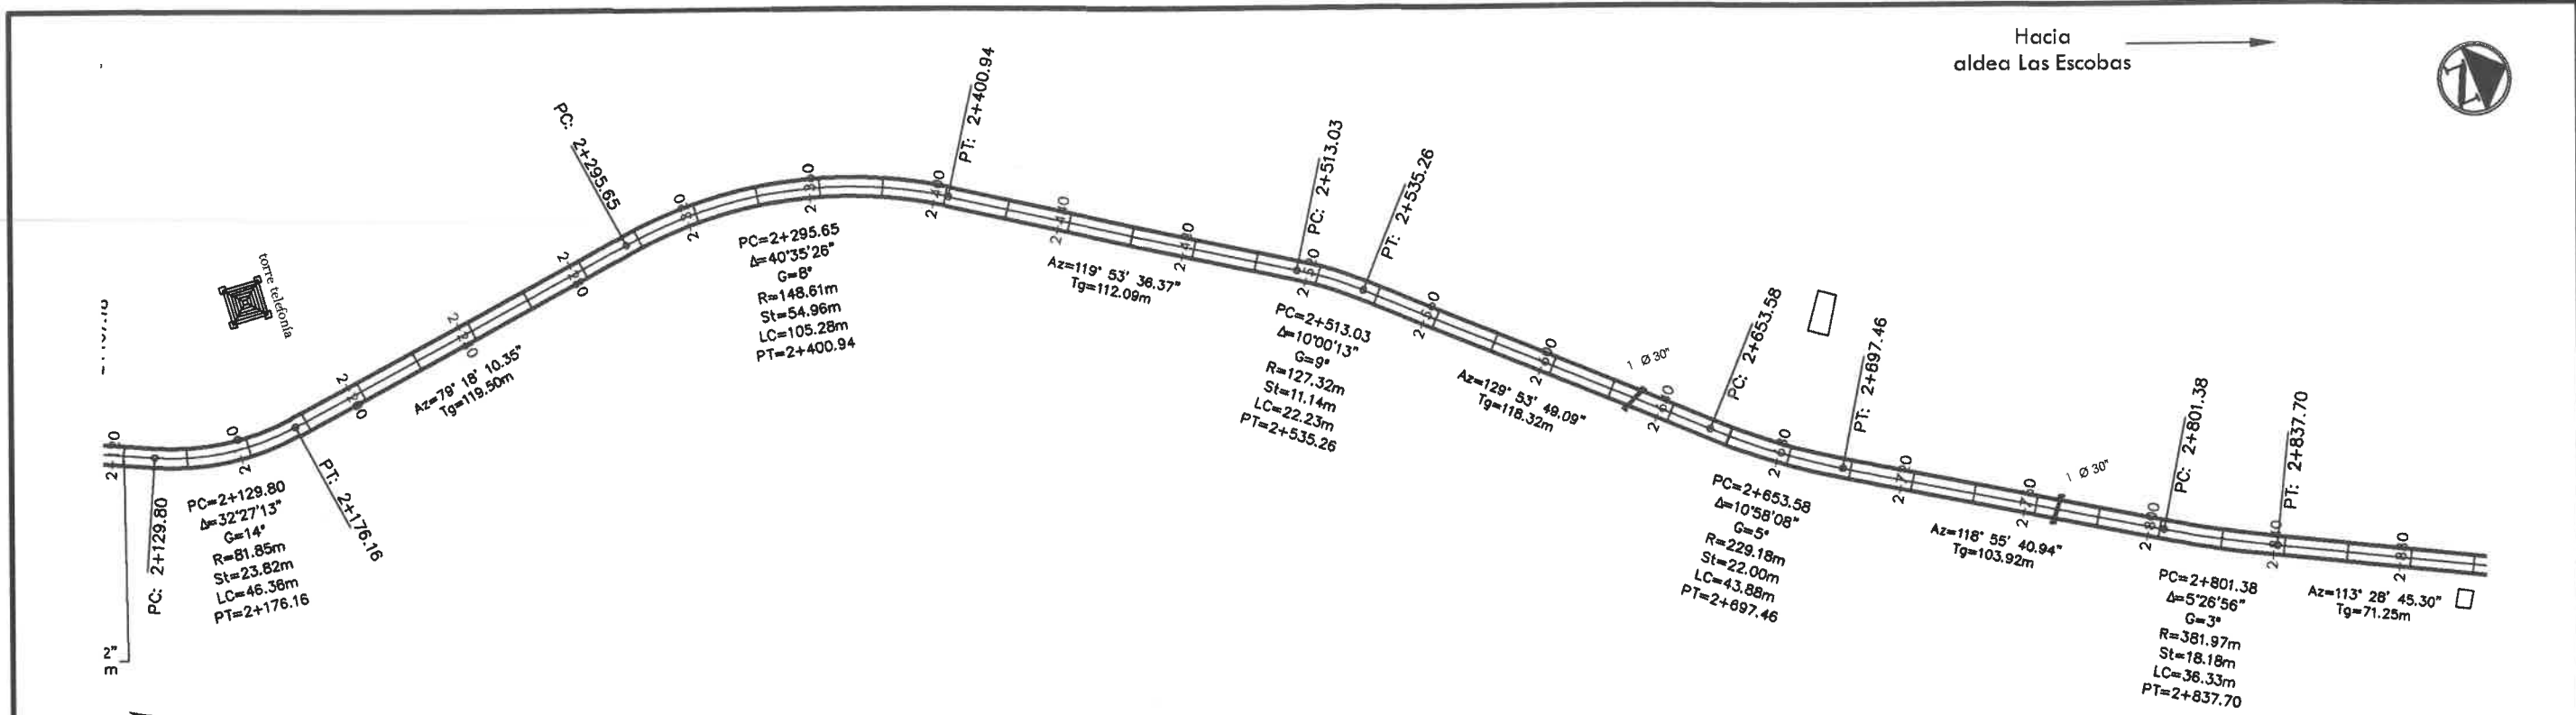 Hacia
aldea Las Escobas
N
torre telefonía
PC: 2+129.80
PC=2+129.80
Δ=32°27'13"
G=14°
R=81.85m
St=23.82m
LC=46.36m
PT=2+176.16
PT: 2+176.16
Az=79° 18' 10.35"
Tg=119.50m
PC: 2+295.65
PC=2+295.65
Δ=40°35'26"
G=8°
R=148.61m
St=54.96m
LC=105.28m
PT=2+400.94
PT: 2+400.94
Az=119° 53' 36.37"
Tg=112.09m
PC: 2+513.03
PC=2+513.03
Δ=10°00'13"
G=9°
R=127.32m
St=11.14m
LC=22.23m
PT=2+535.26
PT: 2+535.26
Az=129° 53' 49.09"
Tg=118.32m
1 Ø 30"
PC: 2+653.58
PC=2+653.58
Δ=10°58'08"
G=5°
R=229.18m
St=22.00m
LC=43.88m
PT=2+697.46
PT: 2+697.46
Az=118° 55' 40.94"
Tg=103.92m
1 Ø 30"
PC: 2+801.38
PC=2+801.38
Δ=5°26'56"
G=3°
R=381.97m
St=18.18m
LC=36.33m
PT=2+837.70
PT: 2+837.70
Az=113° 28' 45.30"
Tg=71.25m
2"
m